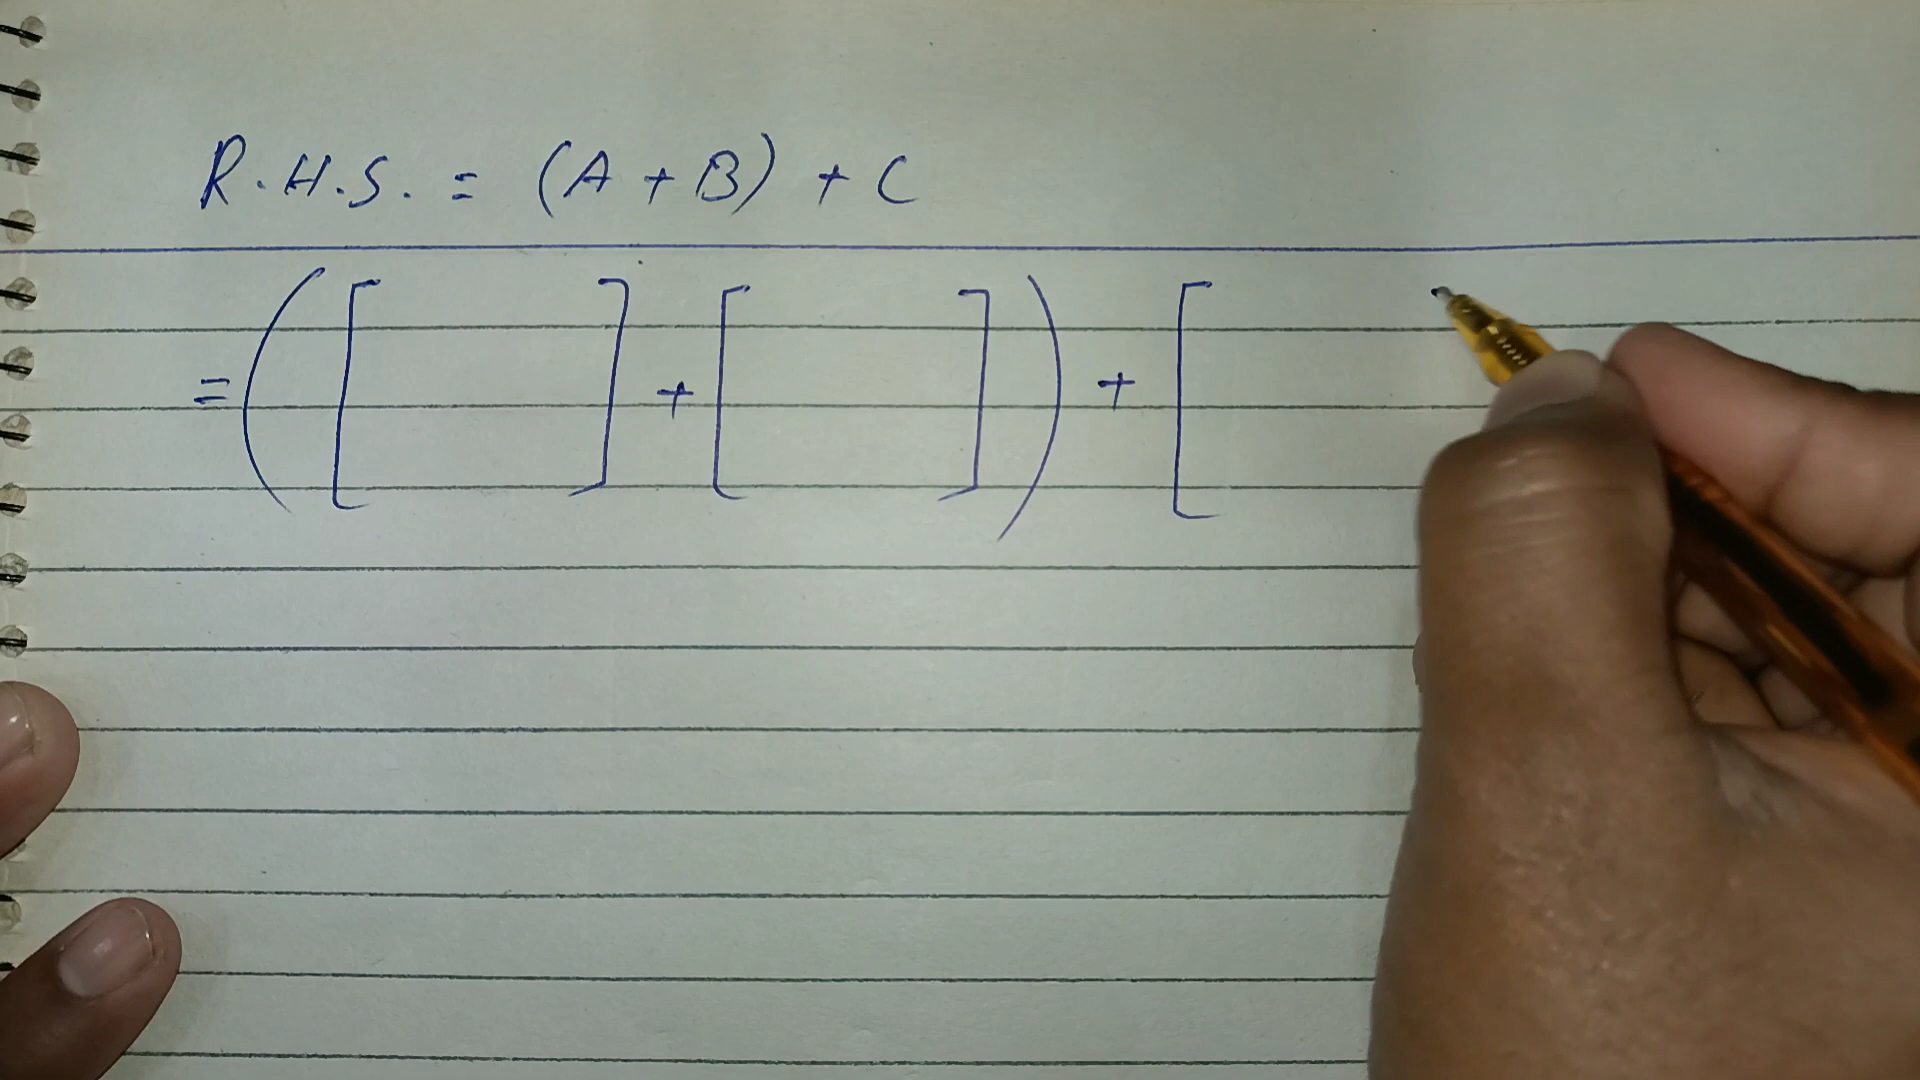 R.H.S. = (A + B) + C
= ([ ] + [ ]) + [